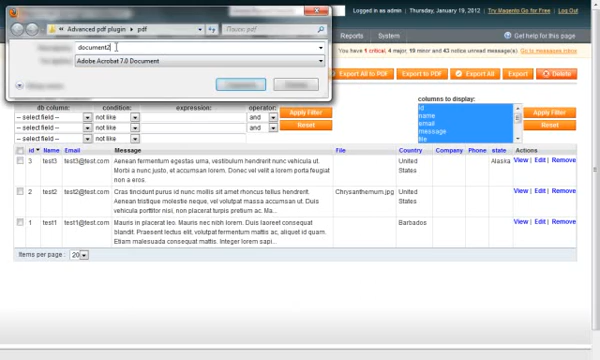 Advanced pdf plugin ▸ pdf
Поиск: pdf
document2
Adobe Acrobat 7.0 Document
Logged in as admin | Thursday, January 19, 2012 | Try Magento Go for Free | Log Out
Reports System Get help for this page
You have 1 critical, 4 major, 19 minor and 43 notice unread message(s). Go to messages inbox
Export All to PDF Export to PDF Export All Export Delete
db column: condition: expression: operator: columns to display:
-- select field -- not like and Apply Filter
-- select field -- not like and Reset
-- select field -- not like
id
name
email
message
file
Apply Filter
Reset
id Name Email Message File Country Company Phone state Actions
3 test3 test3@test.com Aenean fermentum egestas urna, vestibulum hendrerit nunc vehicula ut. United Alaska View | Edit | Remove
Morbi a nunc justo, et accumsan lorem. Donec vel velit a lorem porta feugiat States
non a eros.
2 test2 test2@test.com Cras tincidunt purus id nunc mollis sit amet rhoncus tellus hendrerit. Chrysanthemum.jpg United View | Edit | Remove
Aenean tristique molestie neque, vel volutpat massa accumsan ut. Duis States
vehicula porttitor nisi, non placerat turpis pretium ac. Ma...
1 test1 test1@test.com Mauris in placerat leo. Mauris nec nibh lorem. Duis laoreet consequat Barbados View | Edit | Remove
blandit. Praesent lectus elit, volutpat fermentum mattis ac, aliquet id quam.
Etiam malesuada consequat mattis. Integer lorem sapi...
Items per page : 20